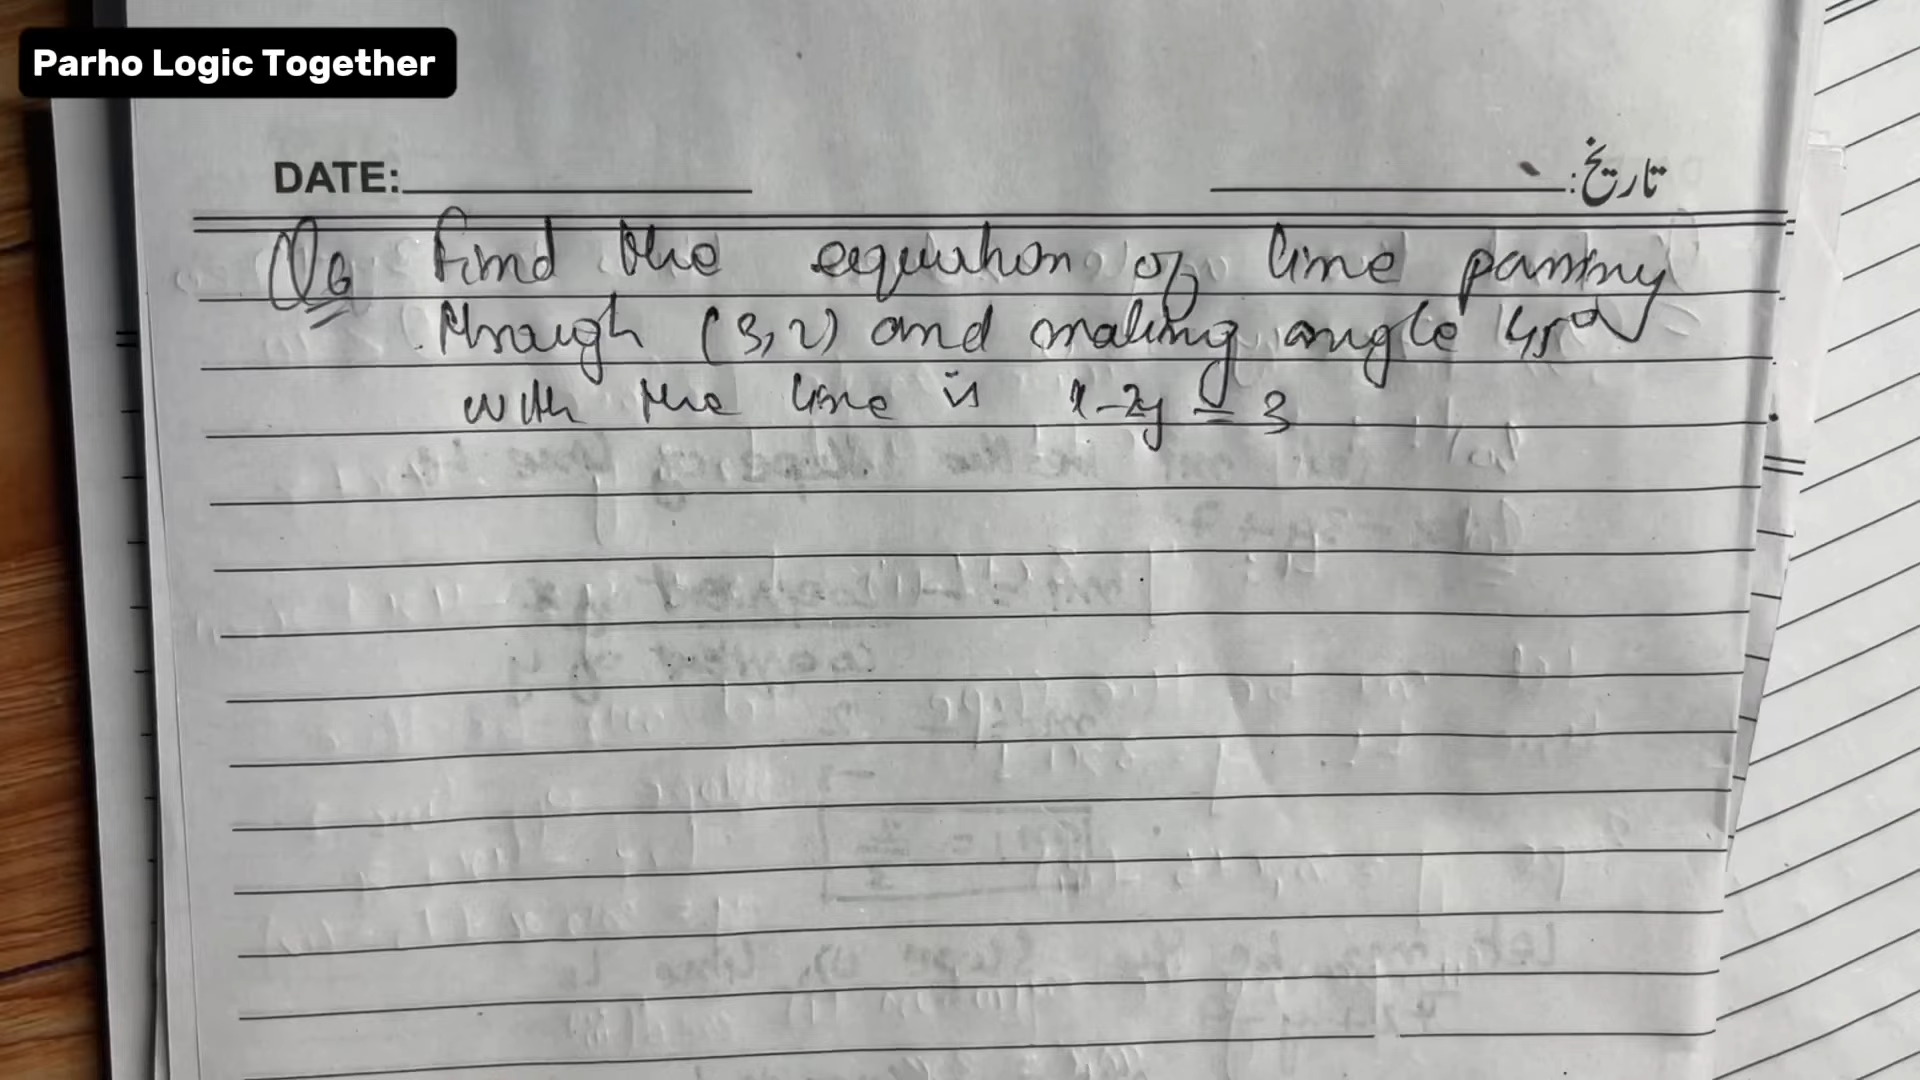 Parho Logic Together
DATE:
تاریخ:
Q6 Find the equation of line passing
through (3,2) and making angle 45°
with the line is x-2y = 3